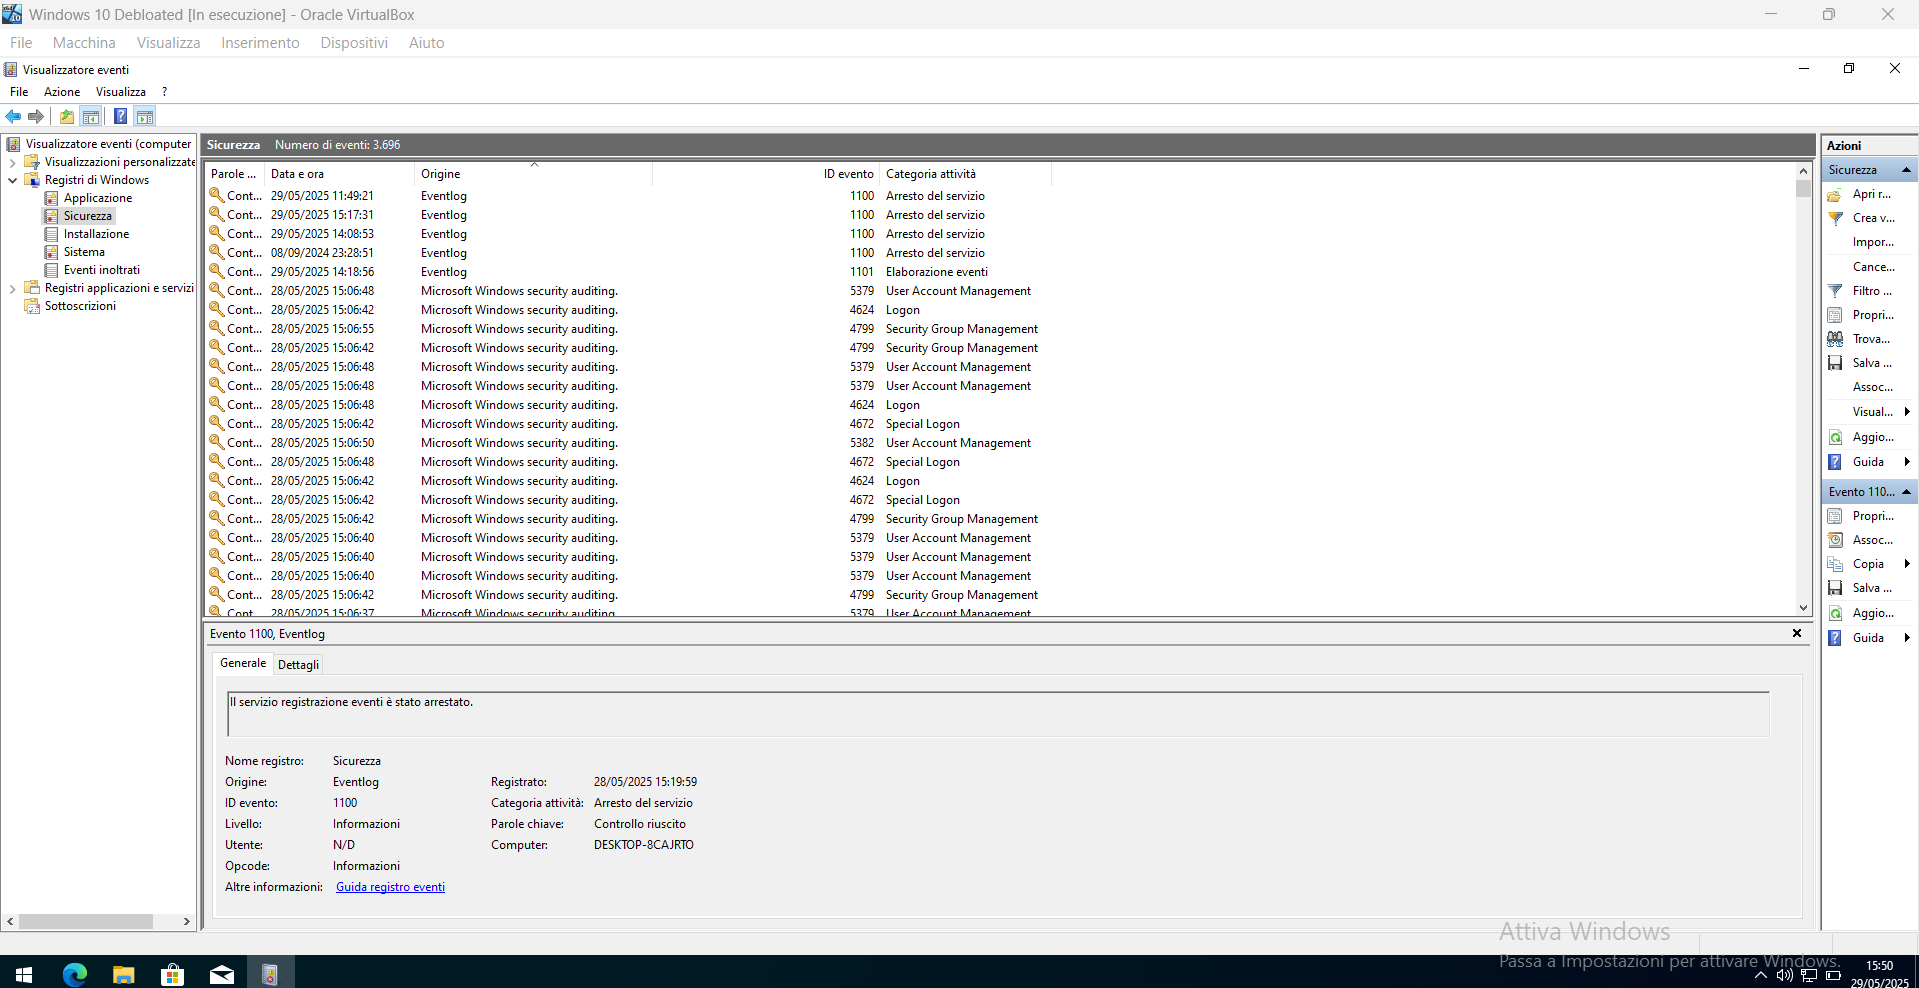 Windows 10 Debloated [In esecuzione] - Oracle VirtualBox
File Macchina Visualizza Inserimento Dispositivi Aiuto
Visualizzatore eventi
File Azione Visualizza ?
Visualizzatore eventi (computer
Visualizzazioni personalizzate
Registri di Windows
Applicazione
Sicurezza
Installazione
Sistema
Eventi inoltrati
Registri applicazioni e servizi
Sottoscrizioni
Sicurezza Numero di eventi: 3.696
Parole ... Data e ora Origine ID evento Categoria attività
Cont... 29/05/2025 11:49:21 Eventlog 1100 Arresto del servizio
Cont... 29/05/2025 15:17:31 Eventlog 1100 Arresto del servizio
Cont... 29/05/2025 14:08:53 Eventlog 1100 Arresto del servizio
Cont... 08/09/2024 23:28:51 Eventlog 1100 Arresto del servizio
Cont... 29/05/2025 14:18:56 Eventlog 1101 Elaborazione eventi
Cont... 28/05/2025 15:06:48 Microsoft Windows security auditing. 5379 User Account Management
Cont... 28/05/2025 15:06:42 Microsoft Windows security auditing. 4624 Logon
Cont... 28/05/2025 15:06:55 Microsoft Windows security auditing. 4799 Security Group Management
Cont... 28/05/2025 15:06:42 Microsoft Windows security auditing. 4799 Security Group Management
Cont... 28/05/2025 15:06:48 Microsoft Windows security auditing. 5379 User Account Management
Cont... 28/05/2025 15:06:48 Microsoft Windows security auditing. 5379 User Account Management
Cont... 28/05/2025 15:06:48 Microsoft Windows security auditing. 4624 Logon
Cont... 28/05/2025 15:06:42 Microsoft Windows security auditing. 4672 Special Logon
Cont... 28/05/2025 15:06:50 Microsoft Windows security auditing. 5382 User Account Management
Cont... 28/05/2025 15:06:48 Microsoft Windows security auditing. 4672 Special Logon
Cont... 28/05/2025 15:06:42 Microsoft Windows security auditing. 4624 Logon
Cont... 28/05/2025 15:06:42 Microsoft Windows security auditing. 4672 Special Logon
Cont... 28/05/2025 15:06:42 Microsoft Windows security auditing. 4799 Security Group Management
Cont... 28/05/2025 15:06:40 Microsoft Windows security auditing. 5379 User Account Management
Cont... 28/05/2025 15:06:40 Microsoft Windows security auditing. 5379 User Account Management
Cont... 28/05/2025 15:06:40 Microsoft Windows security auditing. 5379 User Account Management
Cont... 28/05/2025 15:06:42 Microsoft Windows security auditing. 4799 Security Group Management
Cont... 28/05/2025 15:06:37 Microsoft Windows security auditing. 5379 User Account Management
Evento 1100, Eventlog
Generale Dettagli
Il servizio registrazione eventi è stato arrestato.
Nome registro: Sicurezza
Origine: Eventlog Registrato: 28/05/2025 15:19:59
ID evento: 1100 Categoria attività: Arresto del servizio
Livello: Informazioni Parole chiave: Controllo riuscito
Utente: N/D Computer: DESKTOP-8CAJRTO
Opcode: Informazioni
Altre informazioni: Guida registro eventi
Azioni
Sicurezza
Apri r...
Crea v...
Impor...
Cance...
Filtro ...
Propri...
Trova...
Salva ...
Assoc...
Visual...
Aggio...
Guida
Evento 110...
Propri...
Assoc...
Copia
Salva ...
Aggio...
Guida
Attiva Windows
Passa a Impostazioni per attivare Windows.
15:50
29/05/2025